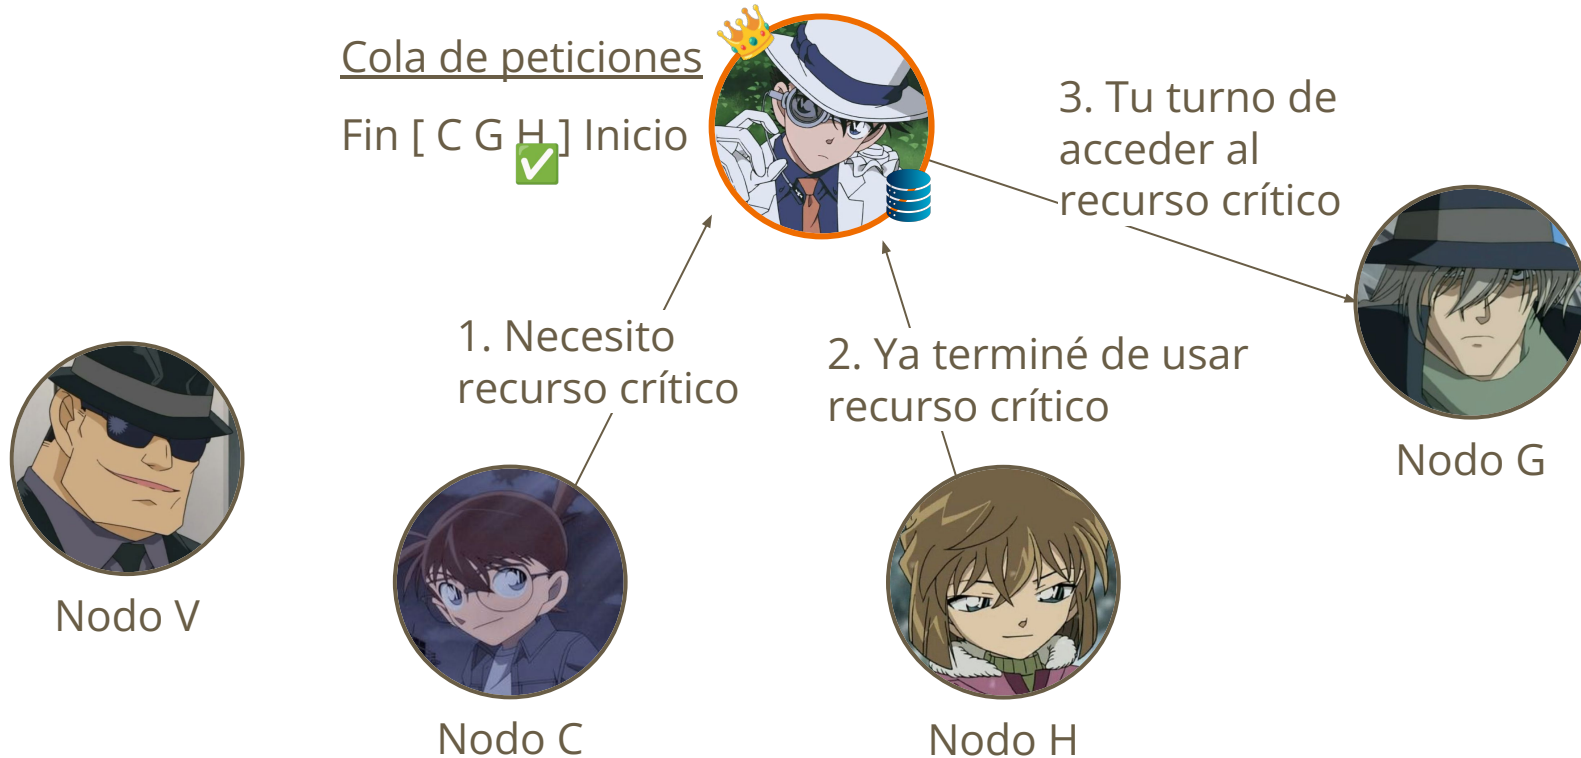 Cola de peticiones
Fin [ C G H ] Inicio
3. Tu turno de
acceder al
recurso crítico
1. Necesito
recurso crítico
2. Ya terminé de usar
recurso crítico
Nodo G
Nodo V
Nodo C
Nodo H